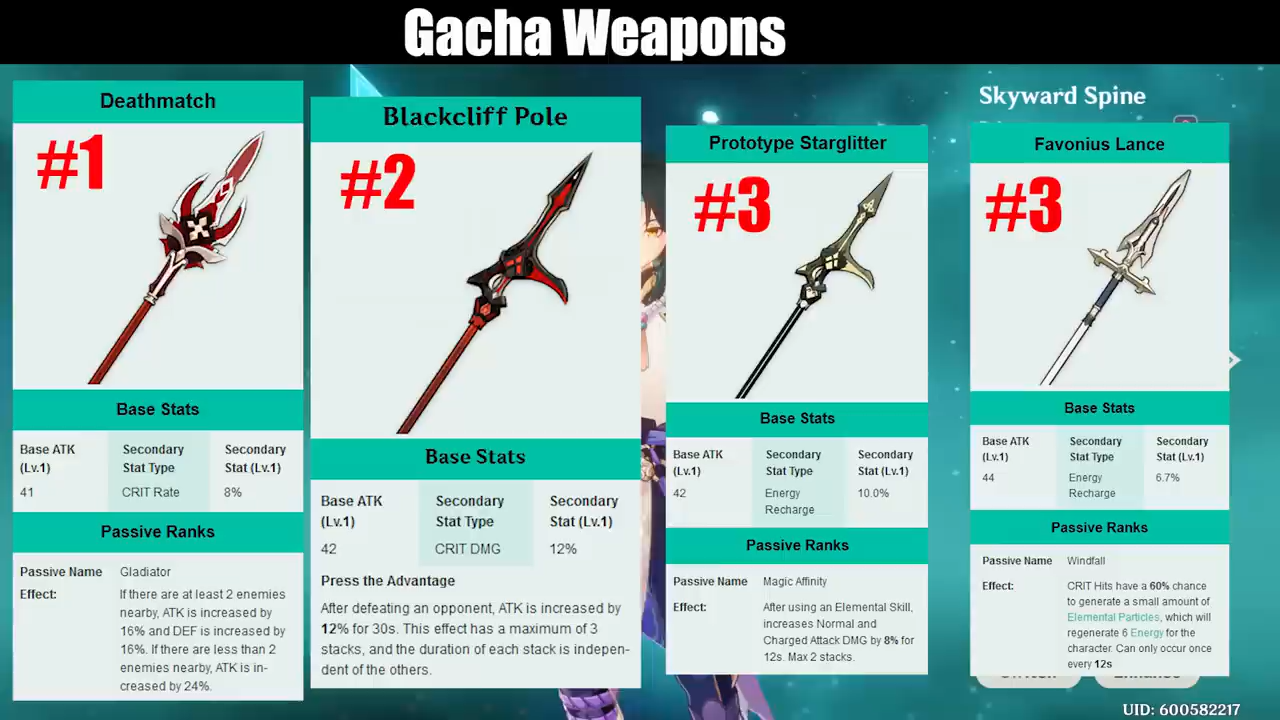 Gacha Weapons
Deathmatch
#1
Base Stats
Base ATK (Lv.1)
Secondary Stat Type
Secondary Stat (Lv.1)
41
CRIT Rate
8%
Passive Ranks
Passive Name
Gladiator
Effect:
If there are at least 2 enemies
nearby, ATK is increased by
16% and DEF is increased by
16%. If there are less than 2
enemies nearby, ATK is in-
creased by 24%.
Blackcliff Pole
#2
Base Stats
Base ATK (Lv.1)
Secondary Stat Type
Secondary Stat (Lv.1)
42
CRIT DMG
12%
Press the Advantage
After defeating an opponent, ATK is increased by
12% for 30s. This effect has a maximum of 3
stacks, and the duration of each stack is indepen-
dent of the others.
Prototype Starglitter
#3
Base Stats
Base ATK (Lv.1)
Secondary Stat Type
Secondary Stat (Lv.1)
42
Energy Recharge
10.0%
Passive Ranks
Passive Name
Magic Affinity
Effect:
After using an Elemental Skill,
increases Normal and
Charged Attack DMG by 8% for
12s. Max 2 stacks.
Skyward Spine
Favonius Lance
#3
Base Stats
Base ATK (Lv.1)
Secondary Stat Type
Secondary Stat (Lv.1)
44
Energy Recharge
6.7%
Passive Ranks
Passive Name
Windfall
Effect:
CRIT Hits have a 60% chance
to generate a small amount of
Elemental Particles, which will
regenerate 6 Energy for the
character. Can only occur once
every 12s
UID: 600582217